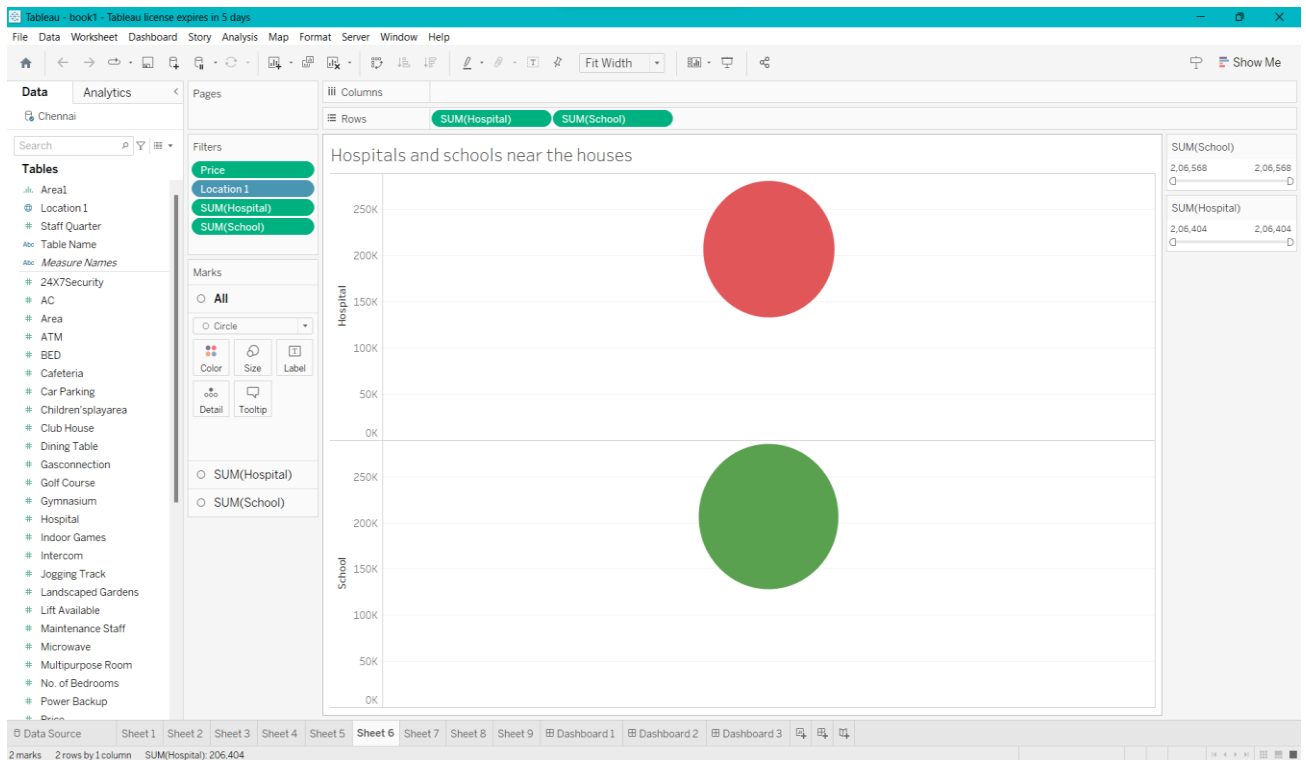 Tableau - book1 - Tableau license expires in 5 days
File Data Worksheet Dashboard Story Analysis Map Format Server Window Help
Fit Width
Show Me
Data Analytics
Chennai
Search
Tables
Area1
Location 1
Staff Quarter
Abc Table Name
Abc Measure Names
# 24X7Security
# AC
# Area
# ATM
# BED
# Cafeteria
# Car Parking
# Children'splayarea
# Club House
# Dining Table
# Gasconnection
# Golf Course
# Gymnasium
# Hospital
# Indoor Games
# Intercom
# Jogging Track
# Landscaped Gardens
# Lift Available
# Maintenance Staff
# Microwave
# Multipurpose Room
# No. of Bedrooms
# Power Backup
# Price
Pages
Filters
Price
Location 1
SUM(Hospital)
SUM(School)
Marks
All
Circle
Color Size Label
Detail Tooltip
SUM(Hospital)
SUM(School)
Columns
Rows SUM(Hospital) SUM(School)
Hospitals and schools near the houses
Hospital
250K
200K
150K
100K
50K
0K
School
250K
200K
150K
100K
50K
0K
SUM(School)
2,06,568 2,06,568
SUM(Hospital)
2,06,404 2,06,404
Data Source Sheet 1 Sheet 2 Sheet 3 Sheet 4 Sheet 5 Sheet 6 Sheet 7 Sheet 8 Sheet 9 Dashboard 1 Dashboard 2 Dashboard 3
2 marks 2 rows by 1 column SUM(Hospital): 206,404